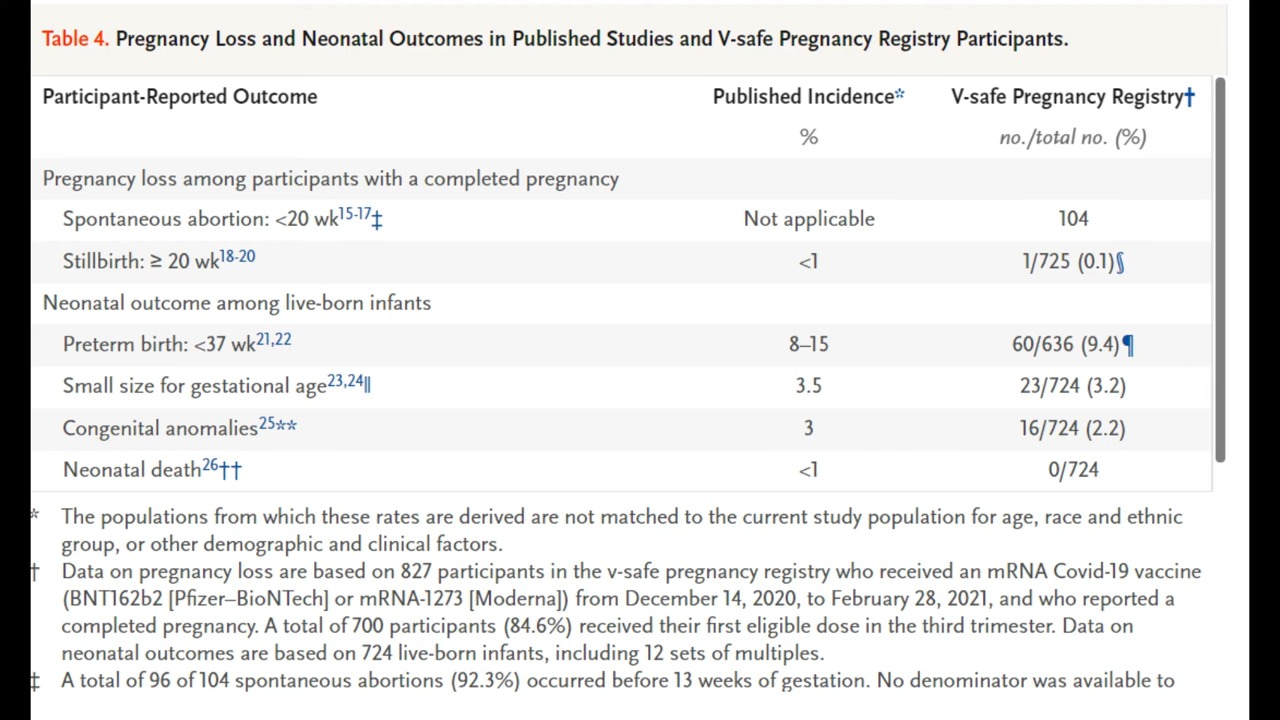 Table 4. Pregnancy Loss and Neonatal Outcomes in Published Studies and V-safe Pregnancy Registry Participants.
Participant-Reported Outcome Published Incidence* V-safe Pregnancy Registry†
% no./total no. (%)
Pregnancy loss among participants with a completed pregnancy
Spontaneous abortion: <20 wk15-17‡ Not applicable 104
Stillbirth: ≥ 20 wk18-20 <1 1/725 (0.1)§
Neonatal outcome among live-born infants
Preterm birth: <37 wk21,22 8–15 60/636 (9.4)¶
Small size for gestational age23,24‖ 3.5 23/724 (3.2)
Congenital anomalies25** 3 16/724 (2.2)
Neonatal death26†† <1 0/724
* The populations from which these rates are derived are not matched to the current study population for age, race and ethnic
group, or other demographic and clinical factors.
† Data on pregnancy loss are based on 827 participants in the v-safe pregnancy registry who received an mRNA Covid-19 vaccine
(BNT162b2 [Pfizer–BioNTech] or mRNA-1273 [Moderna]) from December 14, 2020, to February 28, 2021, and who reported a
completed pregnancy. A total of 700 participants (84.6%) received their first eligible dose in the third trimester. Data on
neonatal outcomes are based on 724 live-born infants, including 12 sets of multiples.
‡ A total of 96 of 104 spontaneous abortions (92.3%) occurred before 13 weeks of gestation. No denominator was available to